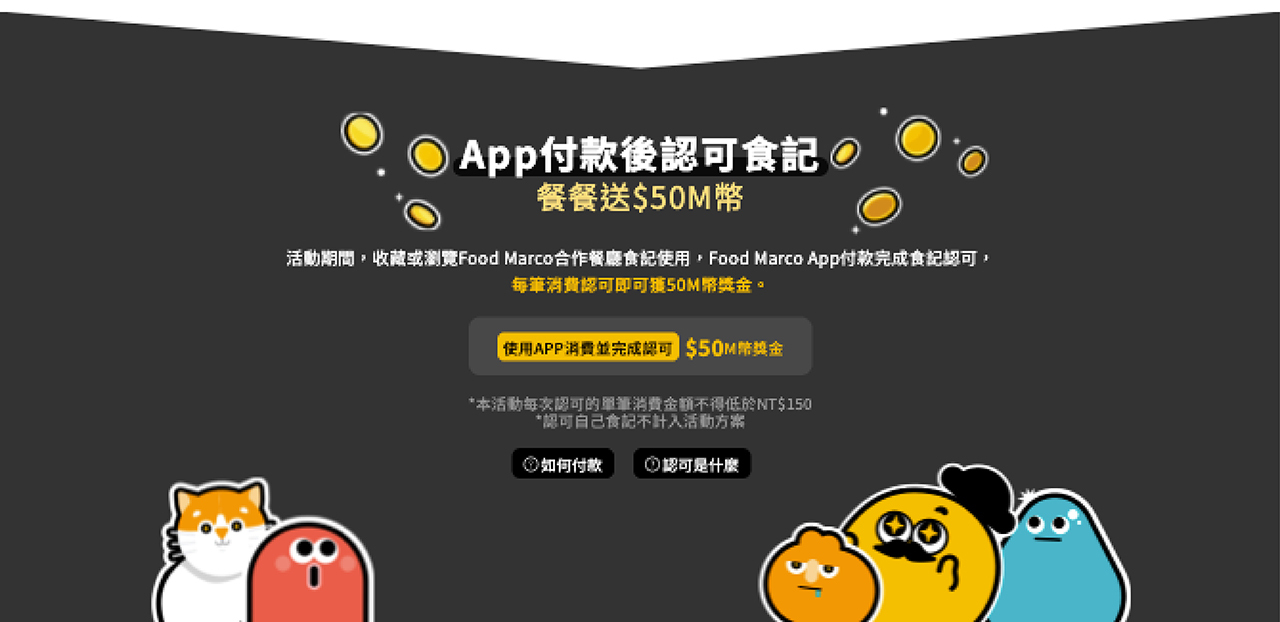 App付款後認可食記
餐餐送$50M幣
活動期間，收藏或瀏覽Food Marco合作餐廳食記使用，Food Marco App付款完成食記認可，
每筆消費認可即可獲50M幣獎金。
使用APP消費並完成認可 $50M幣獎金
*本活動每次認可的單筆消費金額不得低於NT$150
*認可自己食記不計入活動方案
如何付款 認可是什麼